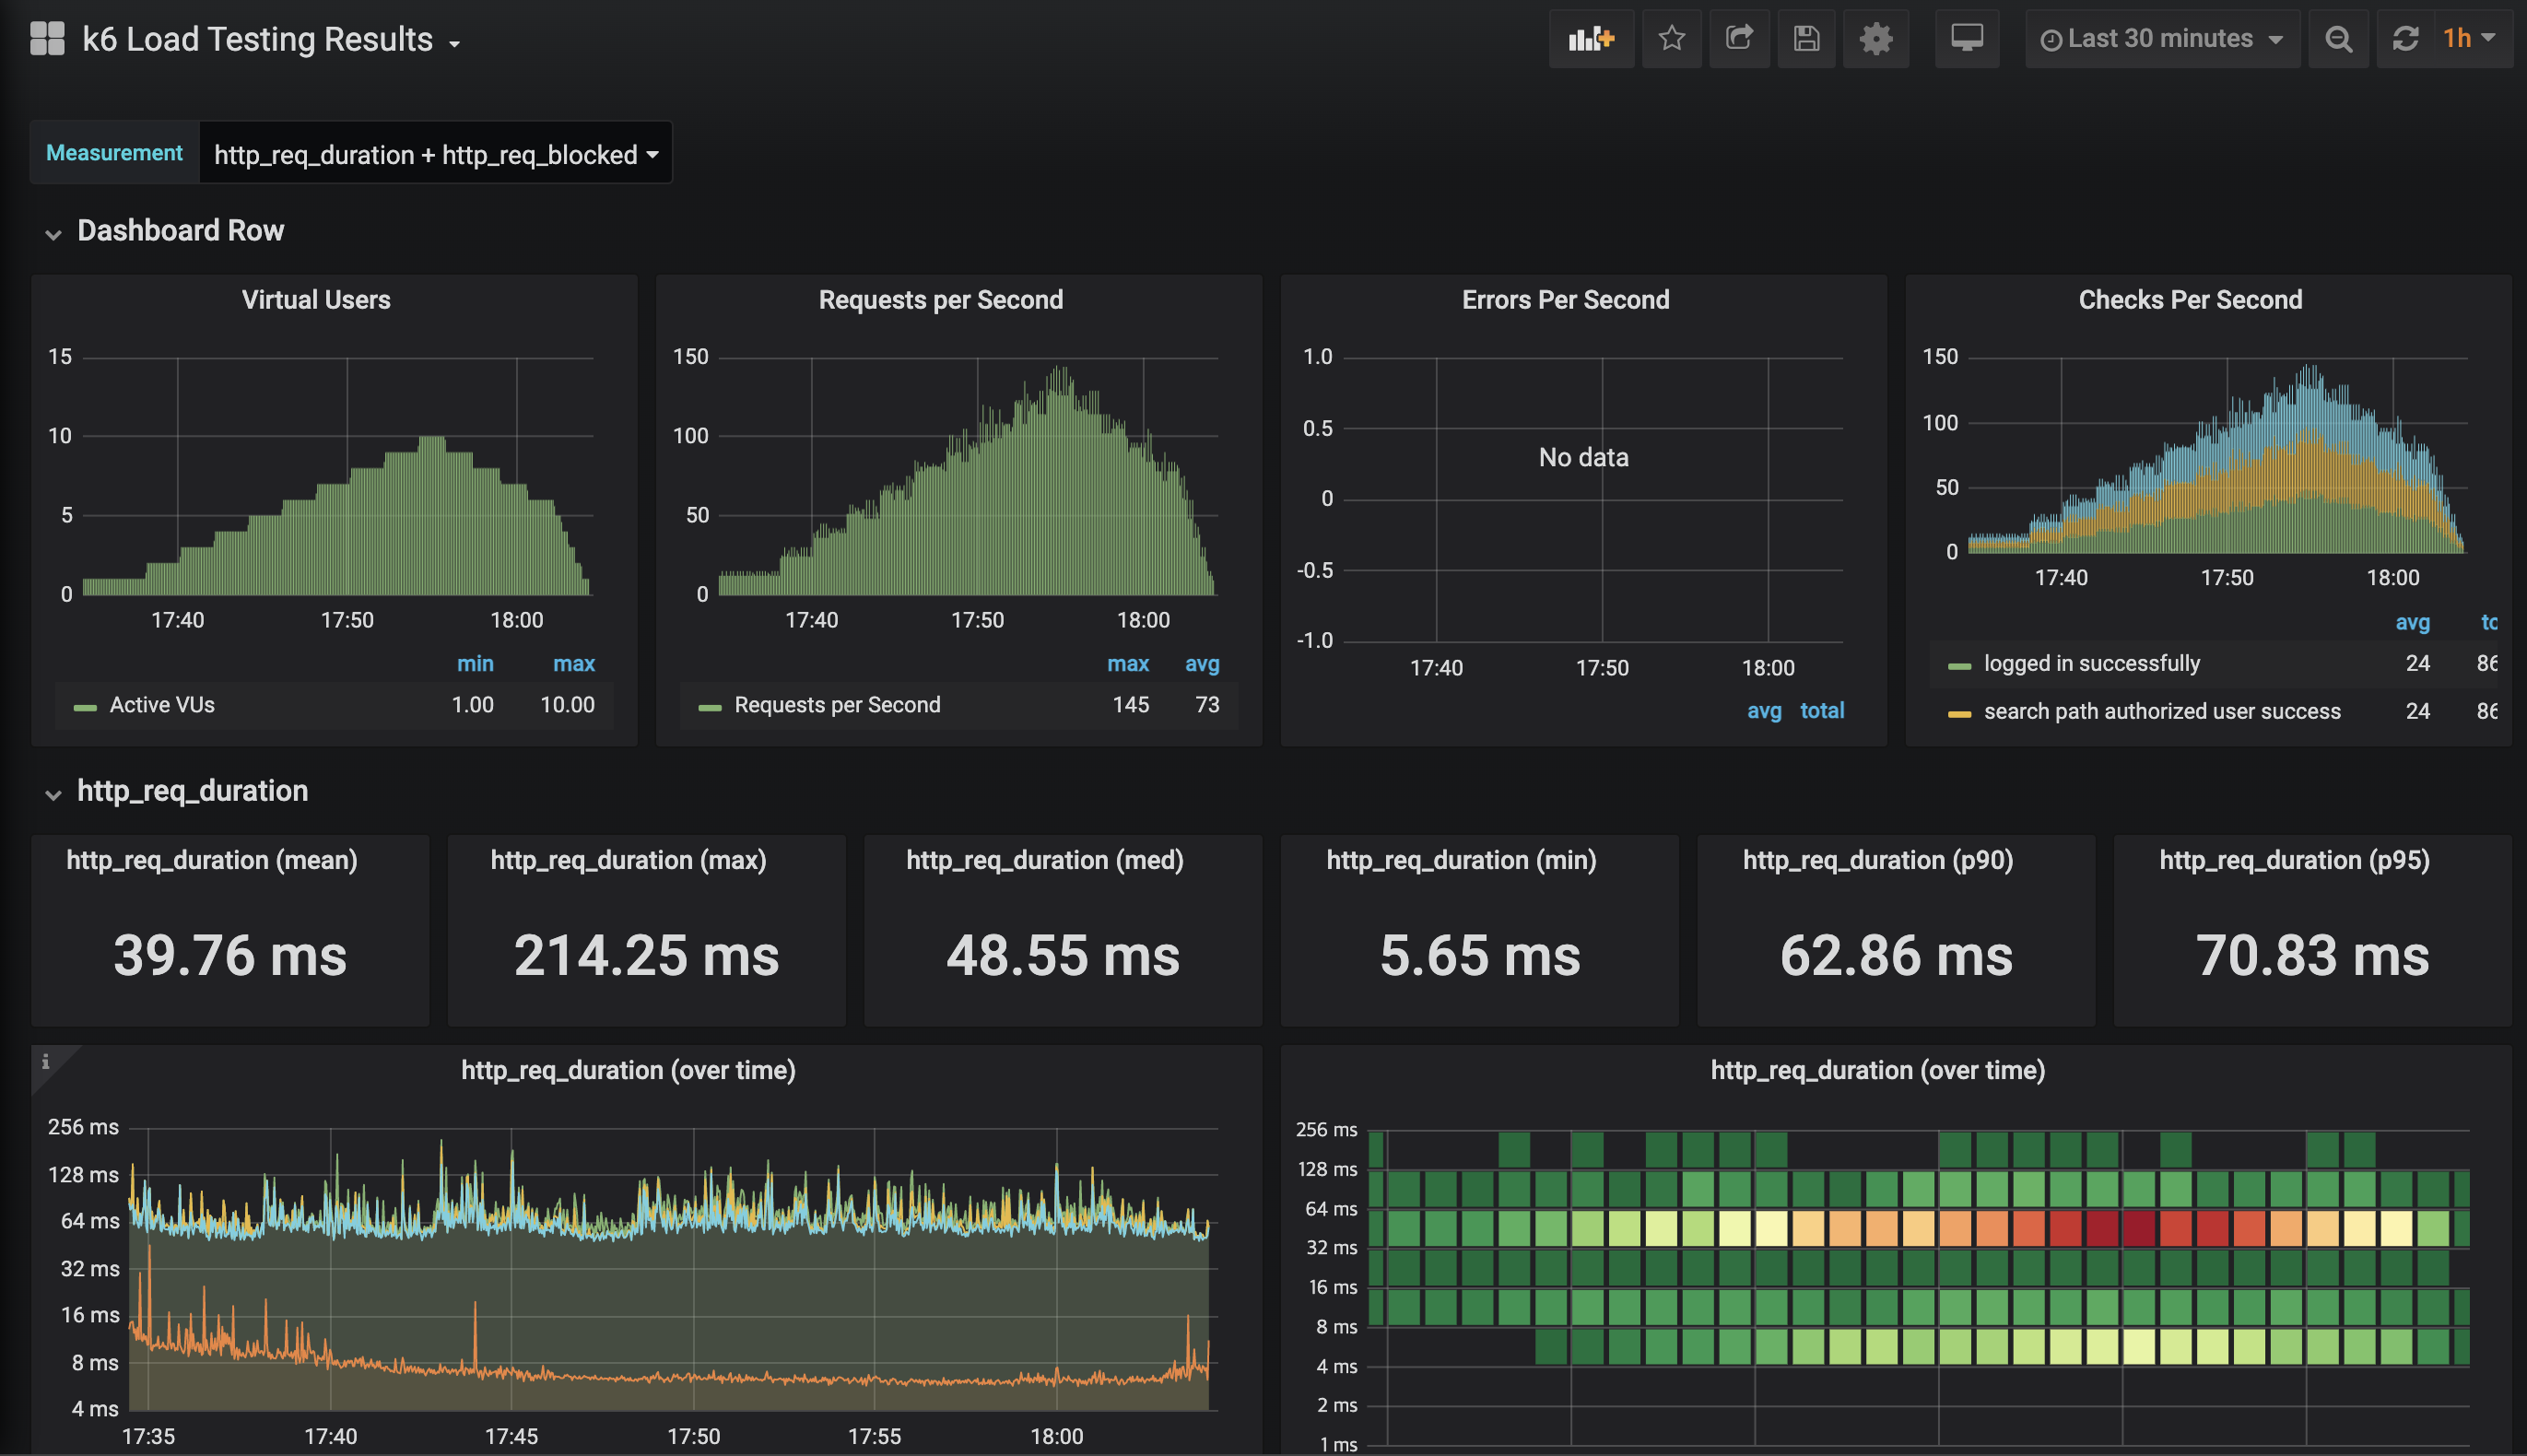 k6 Load Testing Results
Last 30 minutes
1h
Measurement
http_req_duration + http_req_blocked
Dashboard Row
Virtual Users
15
10
5
0
17:40 17:50 18:00
min max
Active VUs 1.00 10.00
Requests per Second
150
100
50
0
17:40 17:50 18:00
max avg
Requests per Second 145 73
Errors Per Second
1.0
0.5
0
-0.5
-1.0
No data
17:40 17:50 18:00
avg total
Checks Per Second
150
100
50
0
17:40 17:50 18:00
avg
logged in successfully 24 86
search path authorized user success 24 86
http_req_duration
http_req_duration (mean)
39.76 ms
http_req_duration (max)
214.25 ms
http_req_duration (med)
48.55 ms
http_req_duration (min)
5.65 ms
http_req_duration (p90)
62.86 ms
http_req_duration (p95)
70.83 ms
i
http_req_duration (over time)
256 ms
128 ms
64 ms
32 ms
16 ms
8 ms
4 ms
17:35 17:40 17:45 17:50 17:55 18:00
http_req_duration (over time)
256 ms
128 ms
64 ms
32 ms
16 ms
8 ms
4 ms
2 ms
1 ms